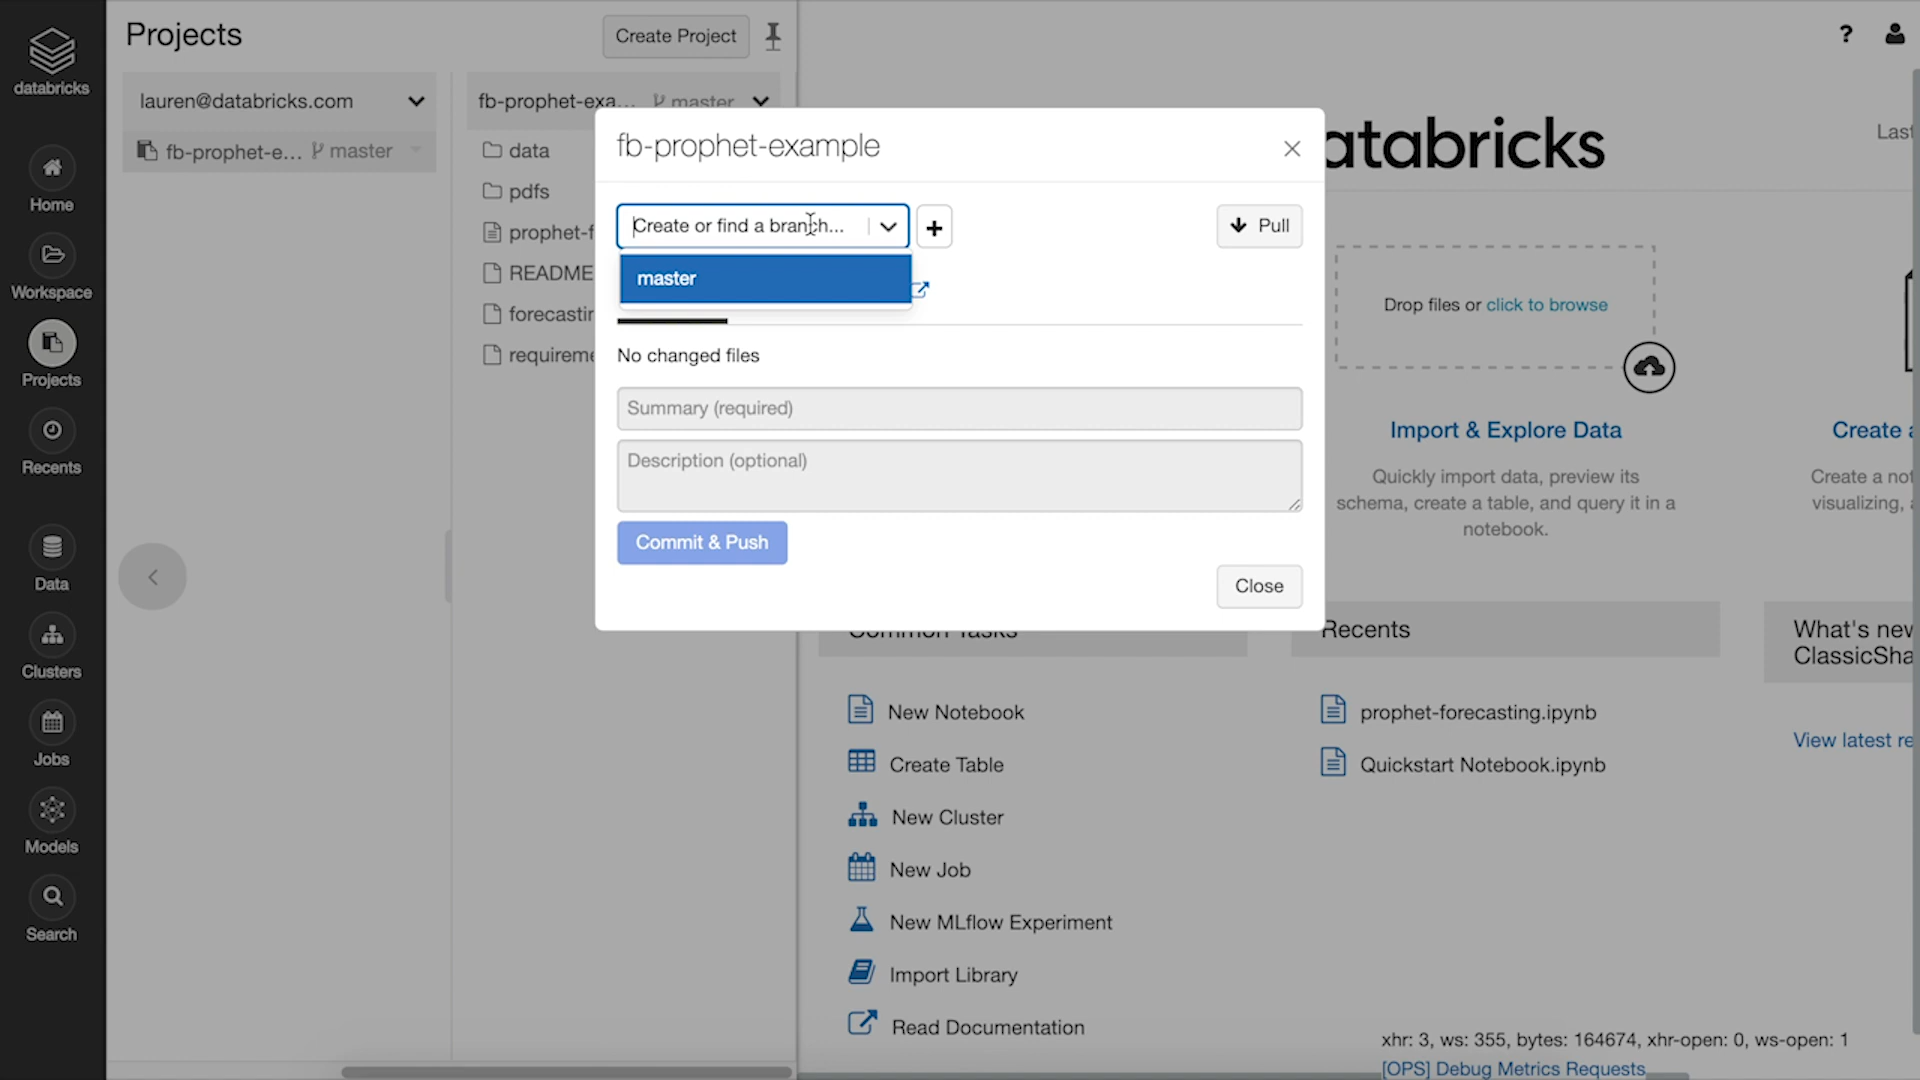 databricks
Home
Workspace
Projects
Recents
Data
Clusters
Jobs
Models
Search
Projects
Create Project
lauren@databricks.com
fb-prophet-e... master
fb-prophet-exa... master
data
pdfs
prophet-f
README
forecastin
requireme
fb-prophet-example
Create or find a branch...
Pull
master
No changed files
Summary (required)
Description (optional)
Commit & Push
Close
atabricks
Last
Drop files or click to browse
Import & Explore Data
Quickly import data, preview its
schema, create a table, and query it in a
notebook.
Create a
Create a not
visualizing, a
Common Tasks
New Notebook
Create Table
New Cluster
New Job
New MLflow Experiment
Import Library
Read Documentation
Recents
prophet-forecasting.ipynb
Quickstart Notebook.ipynb
What's new
ClassicSha
View latest re
xhr: 3, ws: 355, bytes: 164674, xhr-open: 0, ws-open: 1
[OPS] Debug Metrics Requests